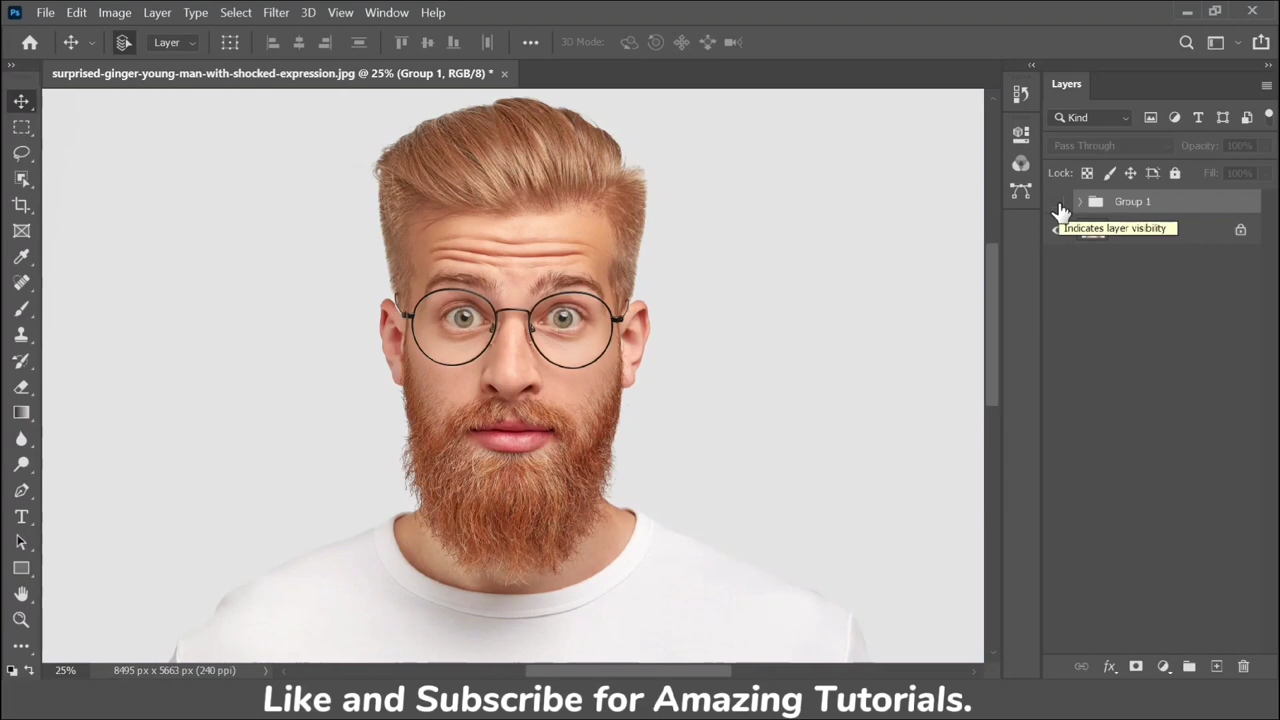 Ps File Edit Image Layer Type Select Filter 3D View Window Help
Layer 3D Mode:
surprised-ginger-young-man-with-shocked-expression.jpg @ 25% (Group 1, RGB/8) *
Layers
Kind
Pass Through Opacity: 100%
Lock: Fill: 100%
Group 1
Indicates layer visibility
25% 8495 px x 5663 px (240 ppi)
Like and Subscribe for Amazing Tutorials.